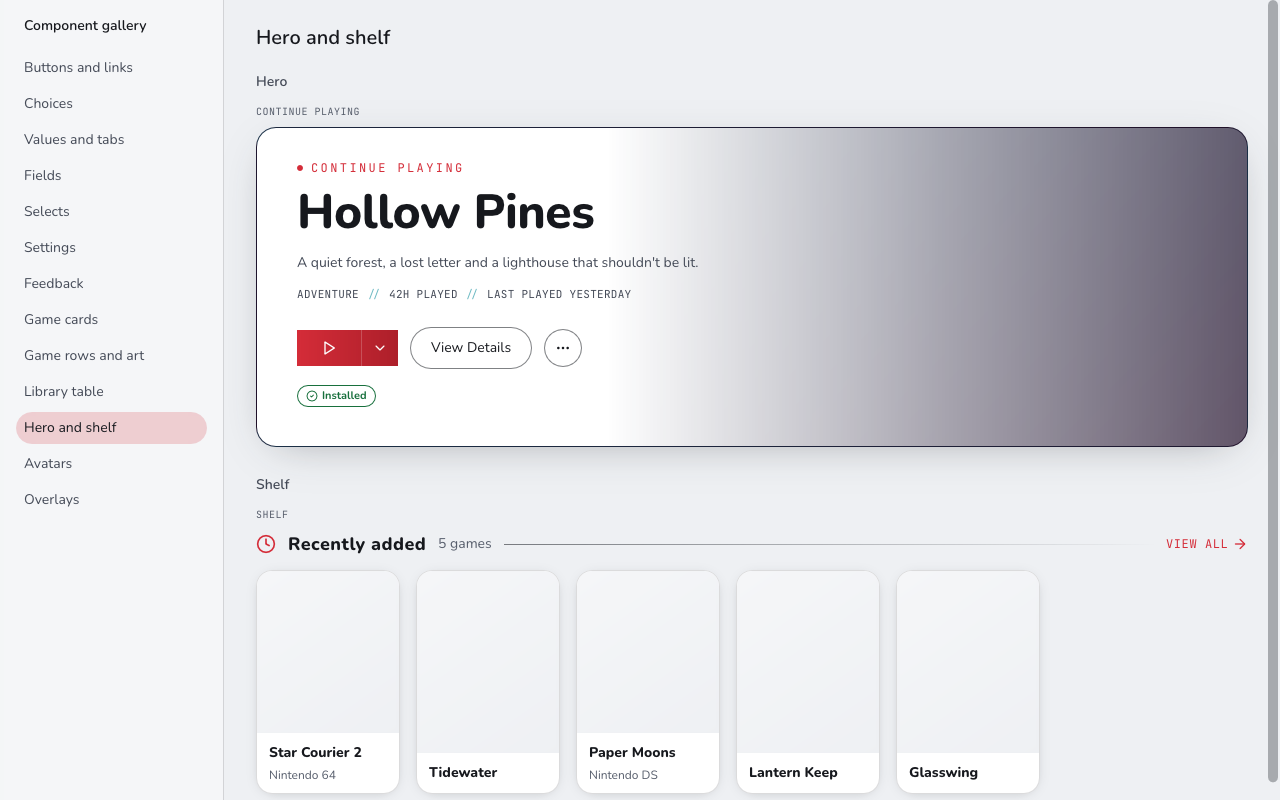 Component gallery
Buttons and links
Choices
Values and tabs
Fields
Selects
Settings
Feedback
Game cards
Game rows and art
Library table
Hero and shelf
Avatars
Overlays
Hero and shelf
Hero
CONTINUE PLAYING
CONTINUE PLAYING
Hollow Pines
A quiet forest, a lost letter and a lighthouse that shouldn't be lit.
ADVENTURE // 42H PLAYED // LAST PLAYED YESTERDAY
View Details
Installed
Shelf
SHELF
Recently added 5 games VIEW ALL
Star Courier 2
Nintendo 64
Tidewater
Paper Moons
Nintendo DS
Lantern Keep
Glasswing